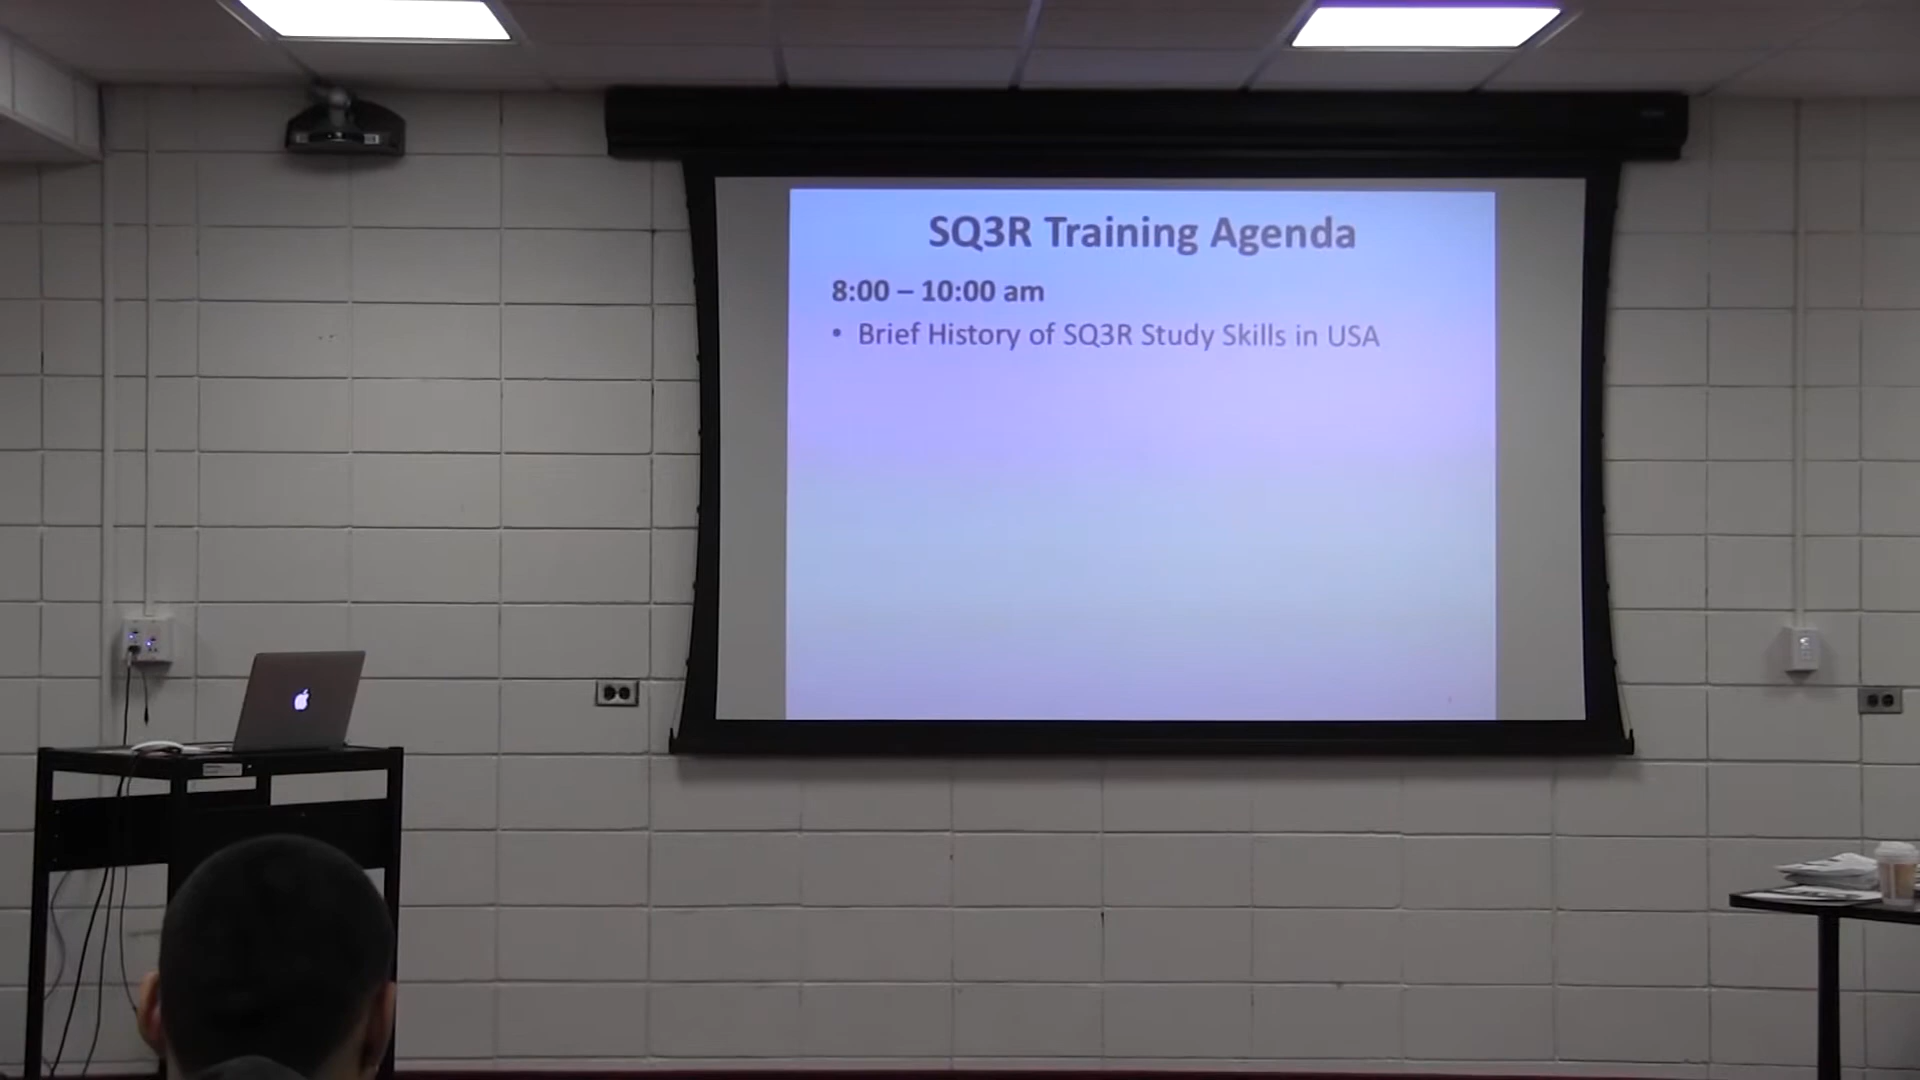 SQ3R Training Agenda
8:00 – 10:00 am
• Brief History of SQ3R Study Skills in USA